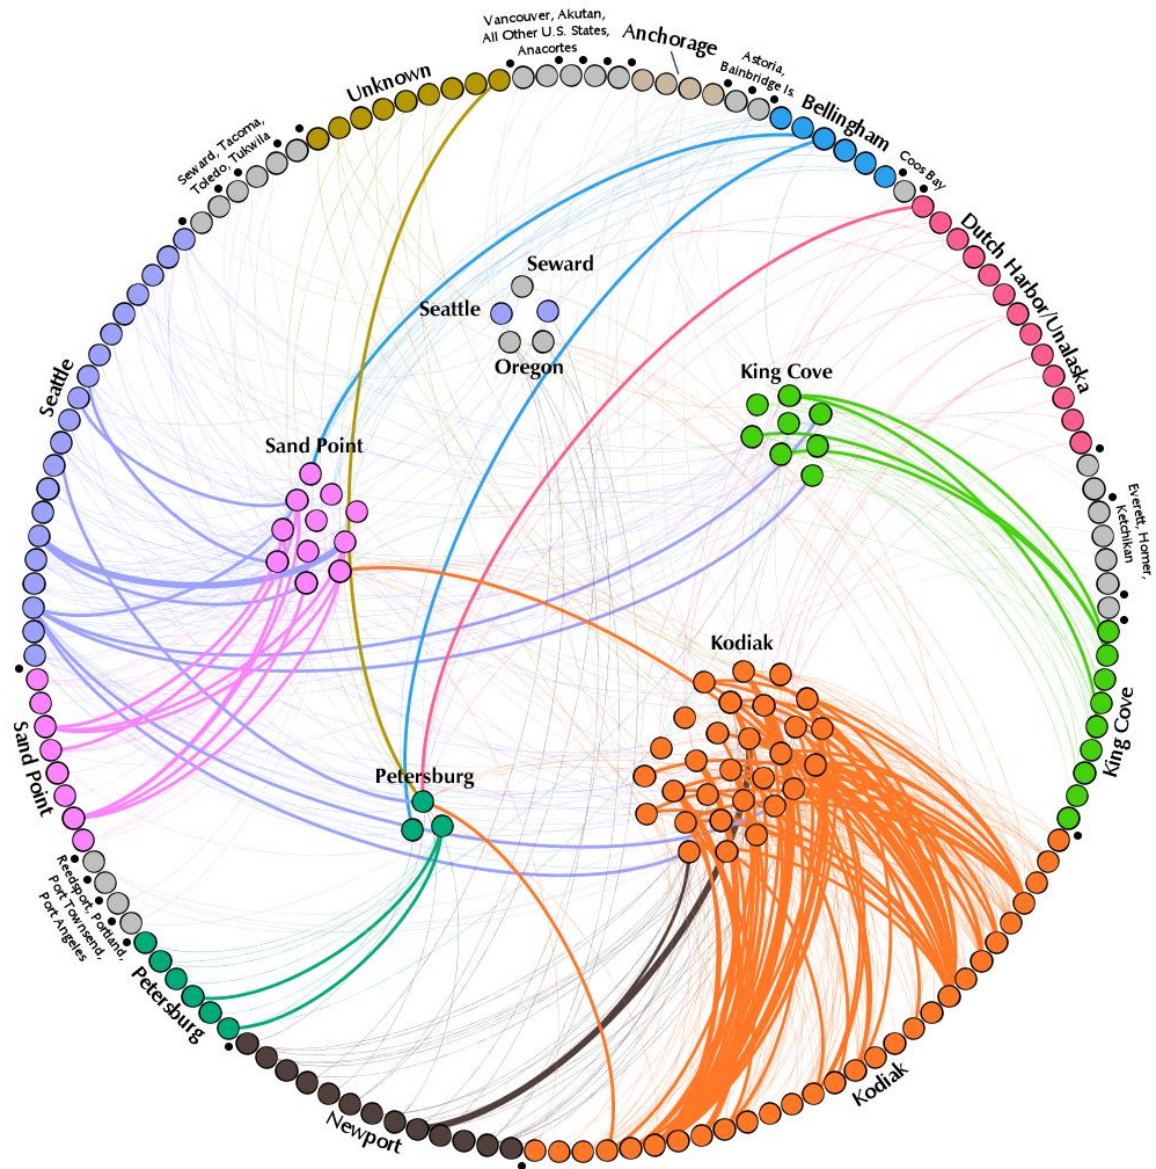 Vancouver, Akutan,
All Other U.S. States,
Anacortes
Anchorage
Astoria,
Bainbridge Is.
Bellingham
Coos Bay
Dutch Harbor/Unalaska
Everett, Homer,
Ketchikan
King Cove
Kodiak
Newport
Petersburg
Reedsport, Portland,
Port Townsend,
Port Angeles
Sand Point
Seattle
Seward, Tacoma,
Toledo, Tukwila
Unknown
Seward
Seattle
Oregon
King Cove
Sand Point
Kodiak
Petersburg